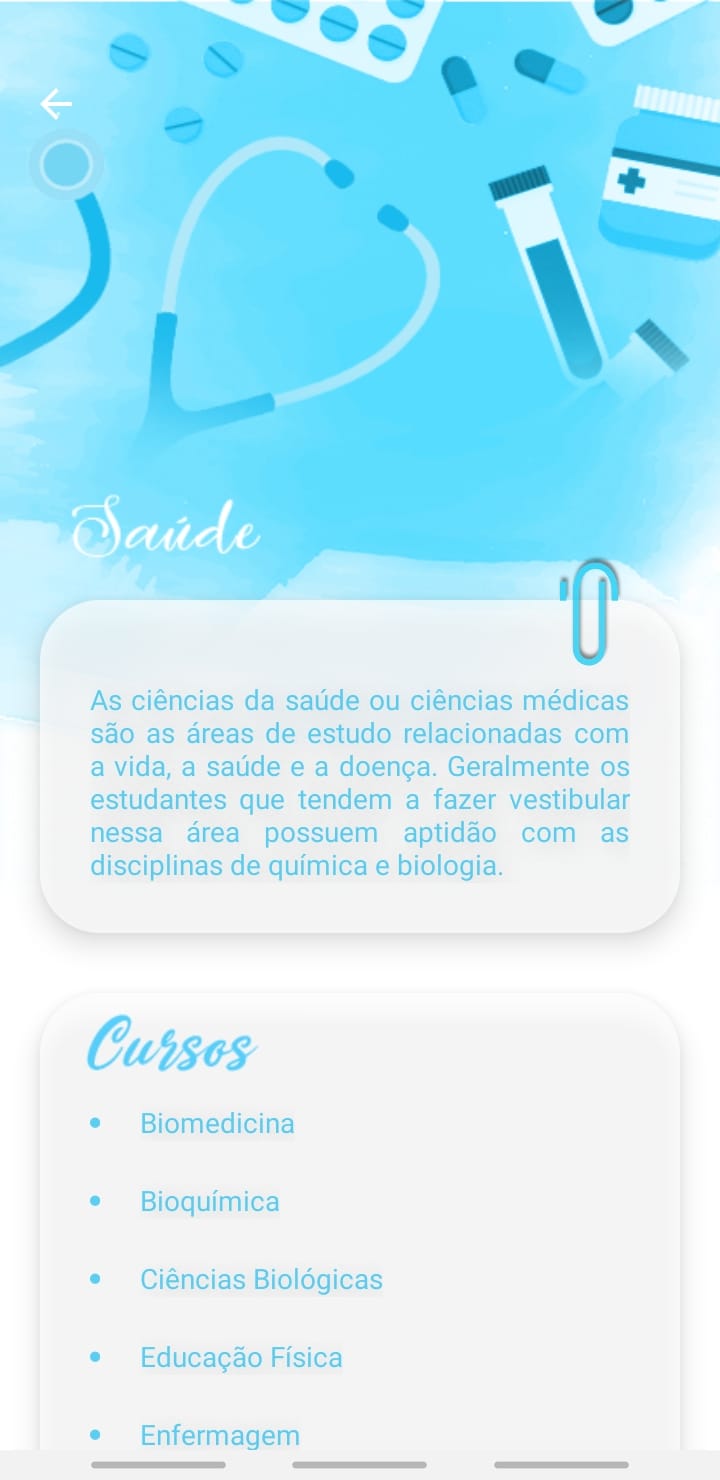 Saúde
As ciências da saúde ou ciências médicas
são as áreas de estudo relacionadas com
a vida, a saúde e a doença. Geralmente os
estudantes que tendem a fazer vestibular
nessa área possuem aptidão com as
disciplinas de química e biologia.
Cursos
• Biomedicina
• Bioquímica
• Ciências Biológicas
• Educação Física
• Enfermagem